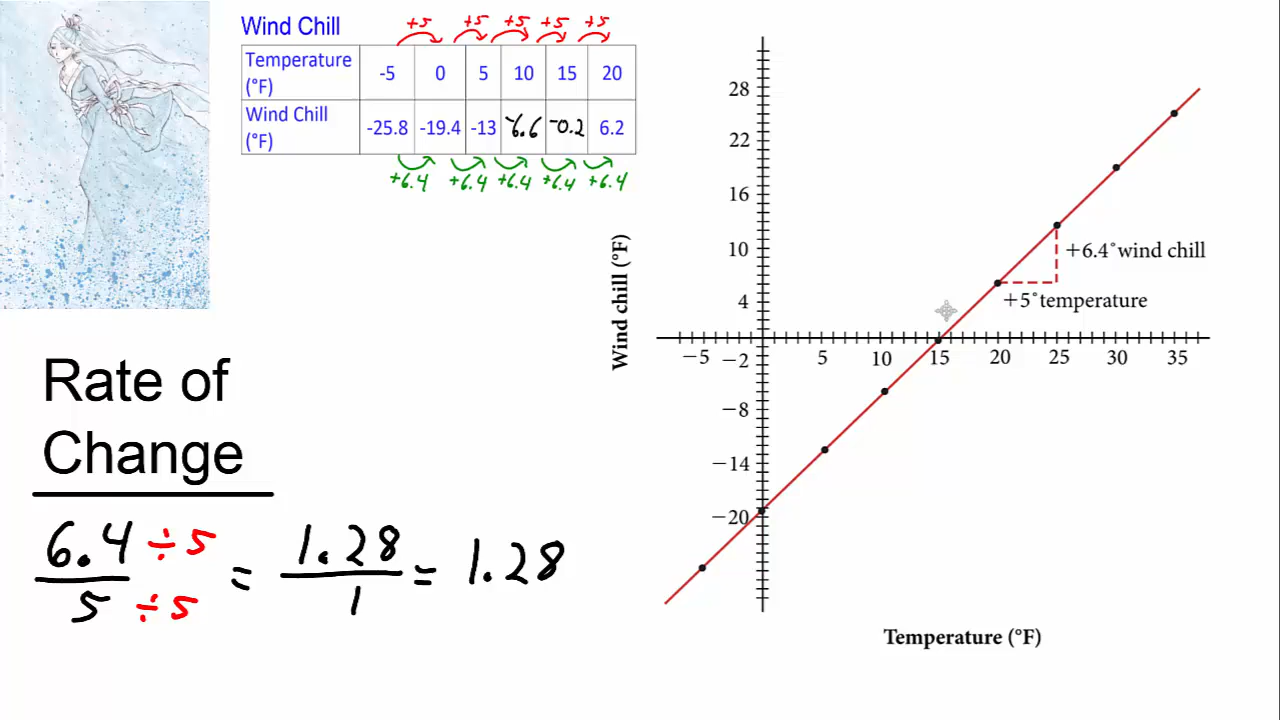 Wind Chill
+5 +5 +5 +5 +5
Temperature (°F) -5 0 5 10 15 20
Wind Chill (°F) -25.8 -19.4 -13 -6.6 -0.2 6.2
+6.4 +6.4 +6.4 +6.4 +6.4
Rate of
Change
6.4 ÷5
5 ÷5
=
1.28
1
= 1.28
28
22
16
10
4
−2
−8
−14
−20
−5 5 10 15 20 25 30 35
Wind chill (°F)
+6.4°wind chill
+5°temperature
Temperature (°F)